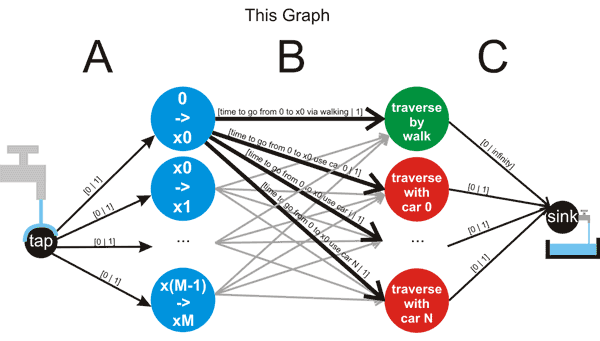 This Graph
A
B
C
0
->
x0
[time to go from 0 to x0 via walking | 1]
traverse
by
walk
[time to go from 0 to x0 use car 0 | 1]
[0 | infinity]
[0 | 1]
x0
->
x1
[time to go from 0 to x0 use car i | 1]
traverse
with
car 0
[0 | 1]
[0 | 1]
[time to go from 0 to x0 use car N | 1]
sink
tap
[0 | 1]
...
...
[0 | 1]
[0 | 1]
x(M-1)
->
xM
traverse
with
car N
[0 | 1]